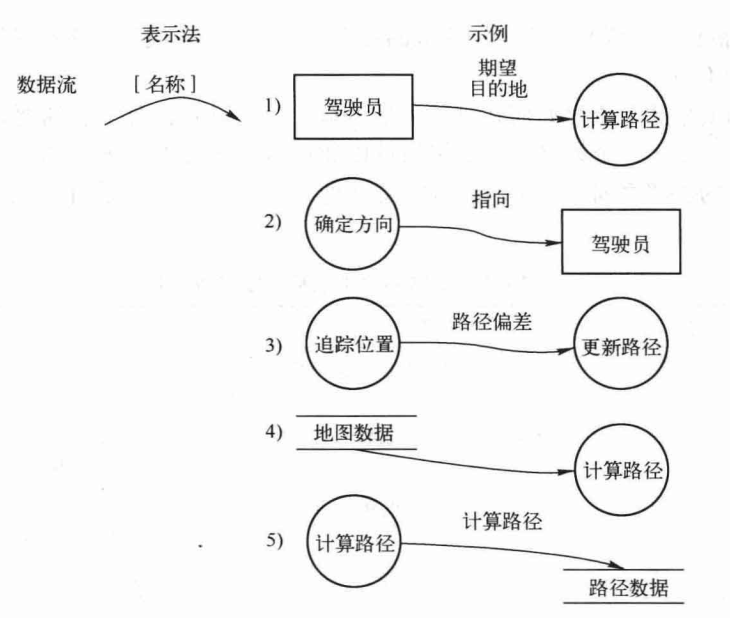 表示法
示例
数据流
[ 名称 ]
1)
驾驶员
期望
目的地
计算路径
2)
确定方向
指向
驾驶员
3)
追踪位置
路径偏差
更新路径
4)
地图数据
计算路径
5)
计算路径
计算路径
路径数据